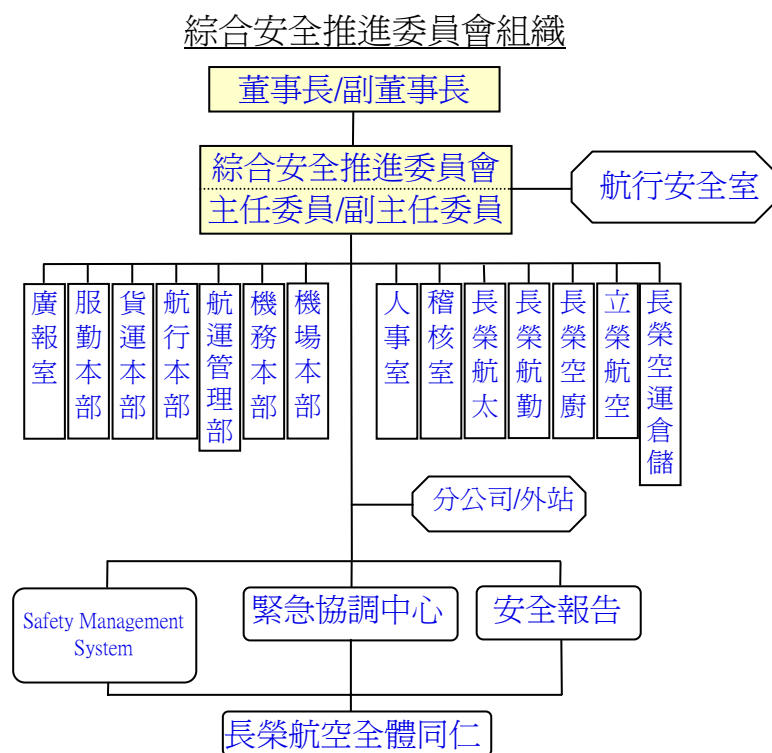 綜合安全推進委員會組織
董事長/副董事長
綜合安全推進委員會
主任委員/副主任委員
航行安全室
廣報室
服勤本部
貨運本部
航行本部
航運管理部
機務本部
機場本部
人事室
稽核室
長榮航太
長榮航勤
長榮空廚
立榮航空
長榮空運倉儲
分公司/外站
Safety Management
System
緊急協調中心
安全報告
長榮航空全體同仁